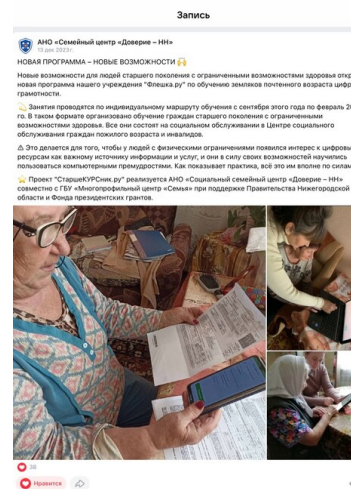 Запись
АНО «Семейный центр «Доверие – НН»
13 дек 2023 г.
НОВАЯ ПРОГРАММА – НОВЫЕ ВОЗМОЖНОСТИ
Новые возможности для людей старшего поколения с ограниченными возможностями здоровья откр
новая программа нашего учреждения "Флешка.ру" по обучению земляков почтенного возраста цифр
грамотности.
Занятия проводятся по индивидуальному маршруту обучения с сентября этого года по февраль 20
го. В таком формате организовано обучение граждан старшего поколения с ограниченными
возможностями здоровья. Все они состоят на социальном обслуживании в Центре социального
обслуживания граждан пожилого возраста и инвалидов.
Это делается для того, чтобы у людей с физическими ограничениями появился интерес к цифровы
ресурсам как важному источнику информации и услуг, и они в силу своих возможностей научились
пользоваться компьютерными премудростями. Как показывает практика, всё это им вполне по силам
Проект "СтаршеКУРСник.ру" реализуется АНО «Социальный семейный центр «Доверие – НН»
совместно с ГБУ «Многопрофильный центр «Семья» при поддержке Правительства Нижегородской
области и Фонда президентских грантов.
38
Нравится